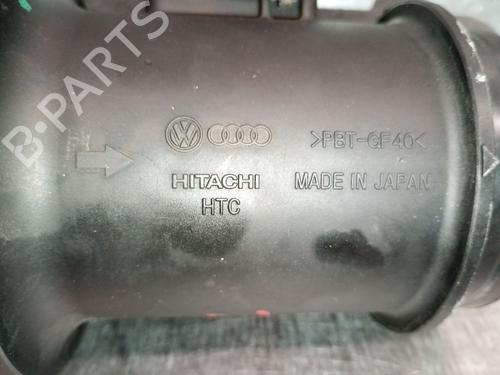 B-PARTS
>PBT-GF40<
HITACHI MADE IN JAPAN
HTC